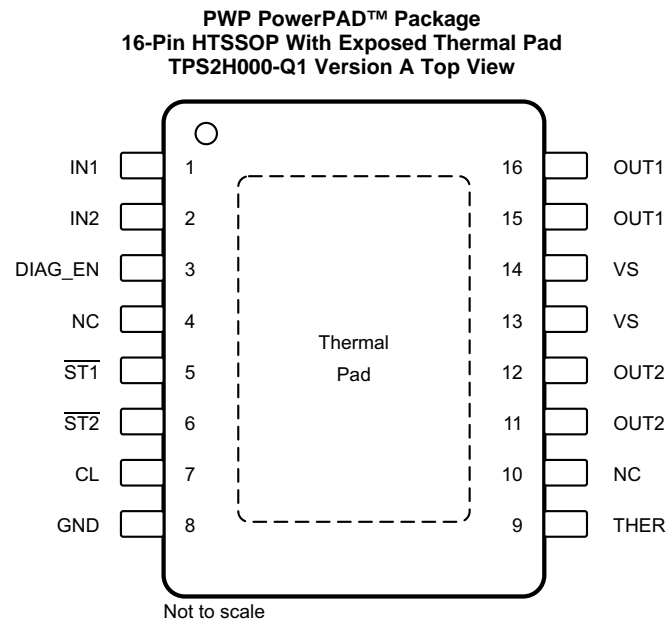 PWP PowerPAD™ Package
16-Pin HTSSOP With Exposed Thermal Pad
TPS2H000-Q1 Version A Top View
IN1 1 16 OUT1
IN2 2 15 OUT1
DIAG_EN 3 14 VS
NC 4 13 VS
Thermal
Pad
ST1 5 12 OUT2
ST2 6 11 OUT2
CL 7 10 NC
GND 8 9 THER
Not to scale